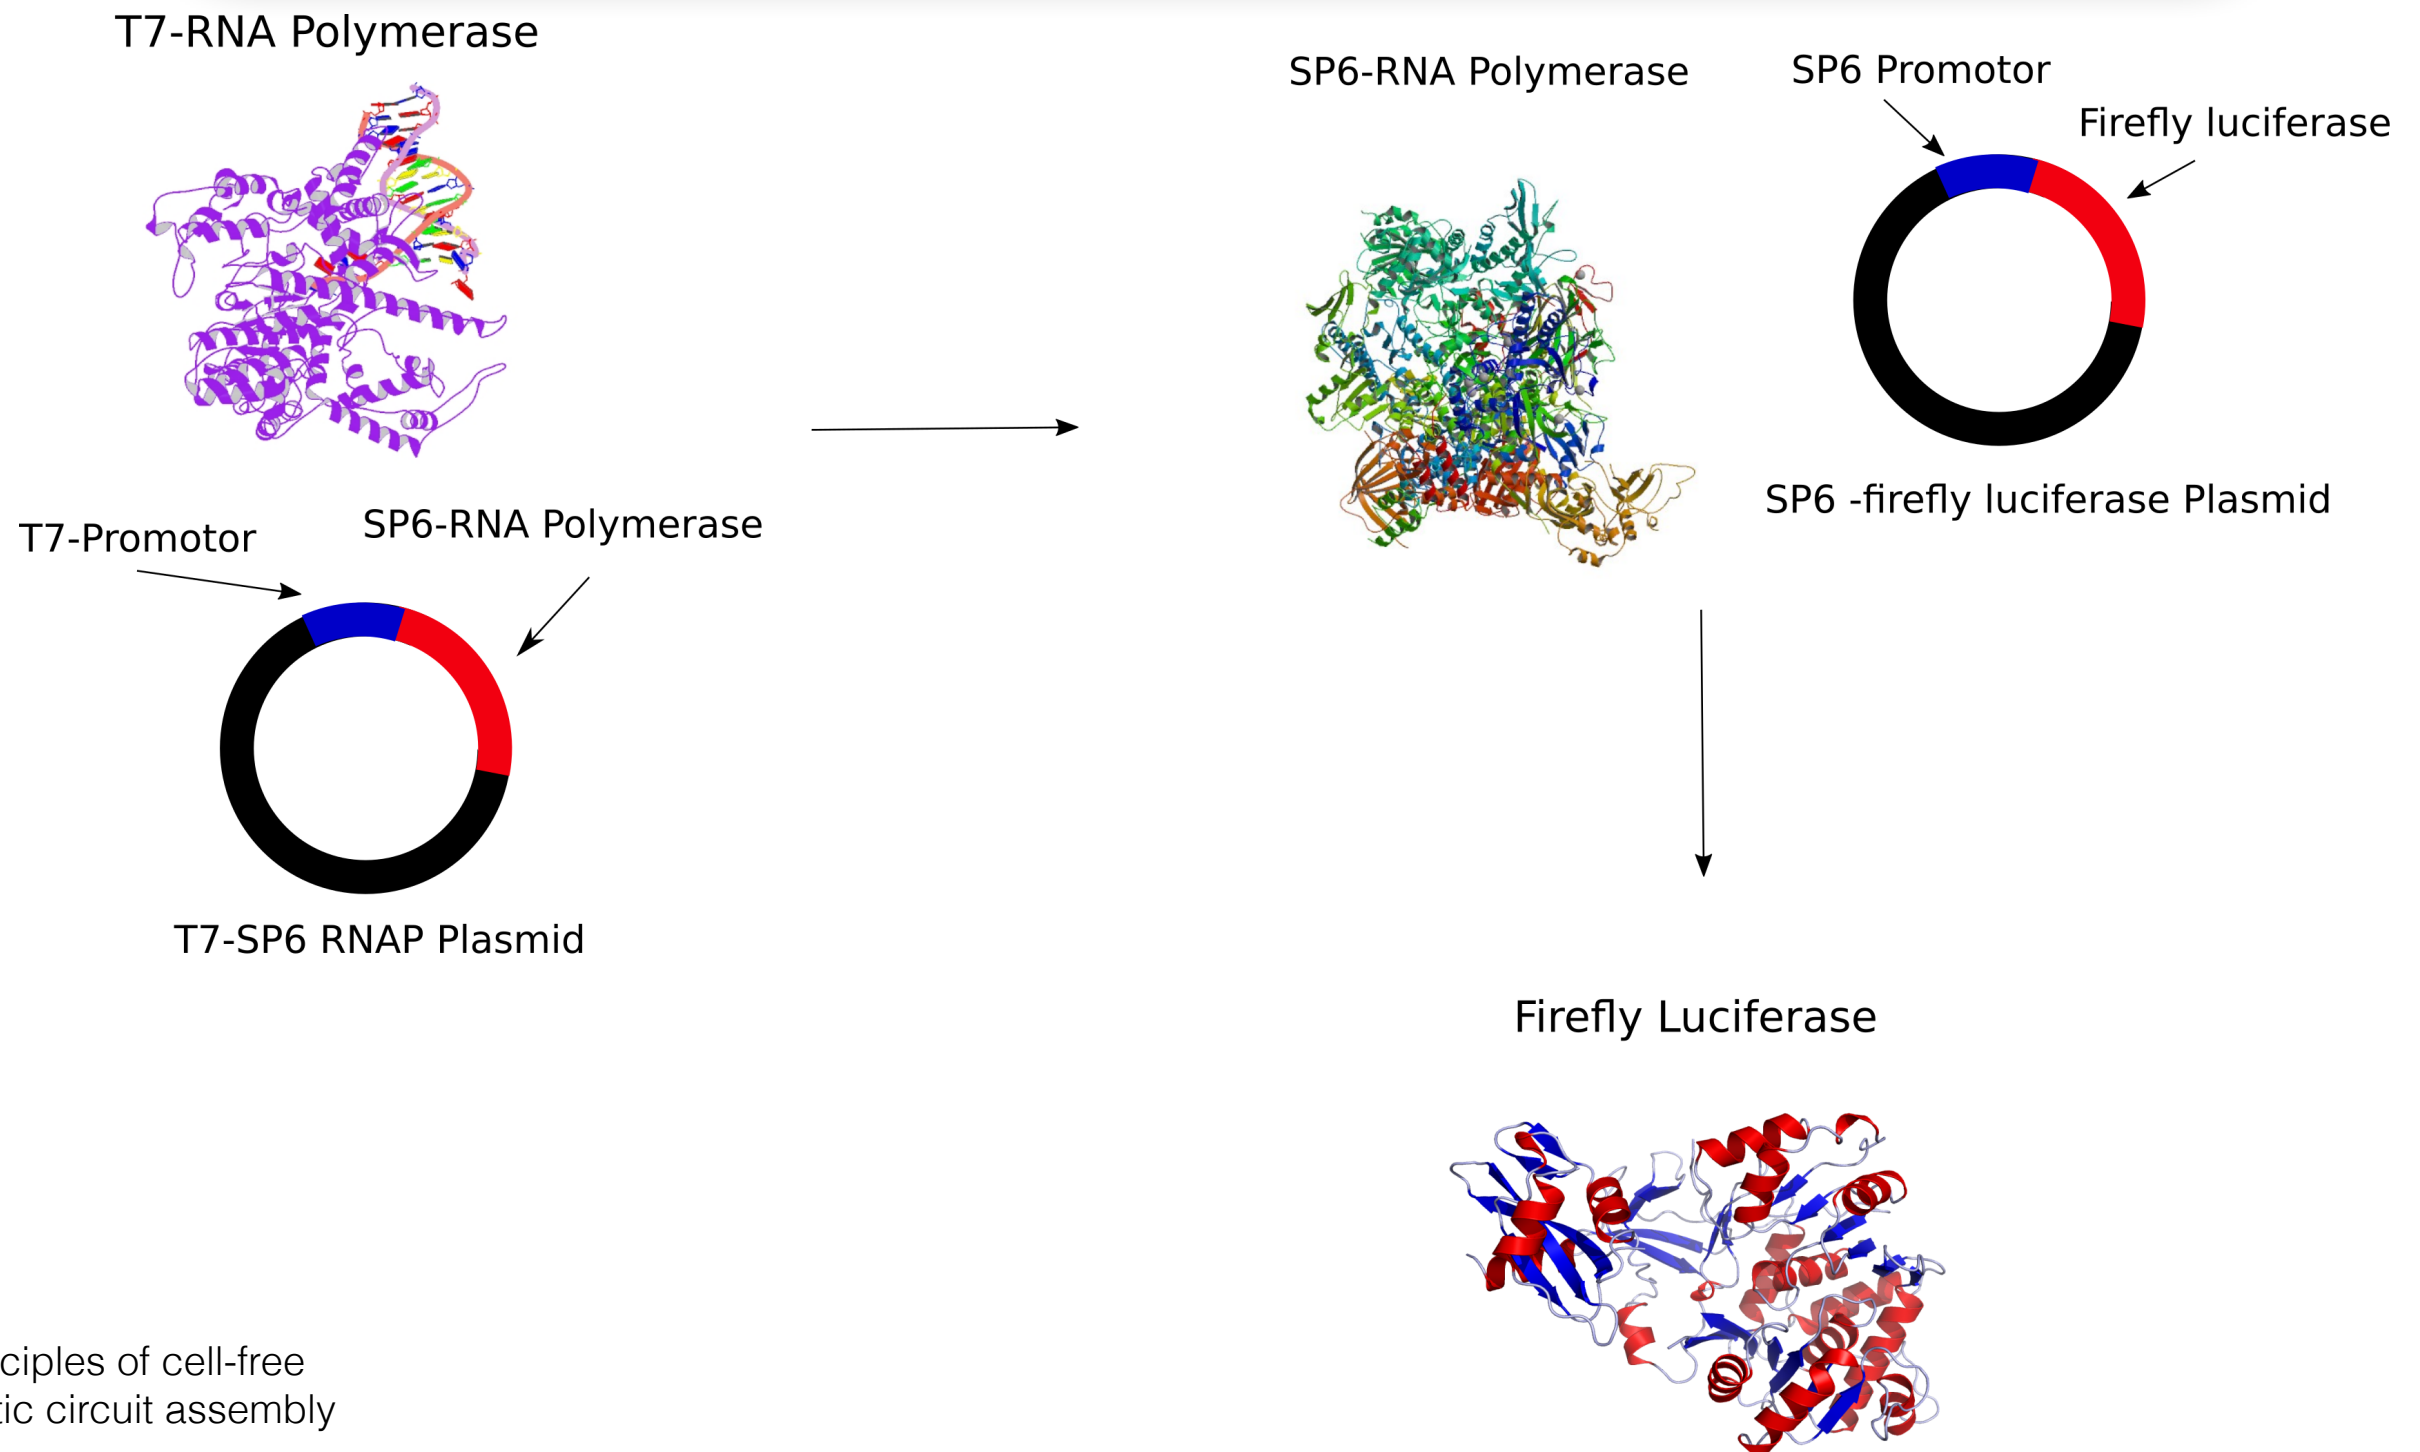 T7-RNA Polymerase
SP6-RNA Polymerase
SP6 Promotor
Firefly luciferase
SP6 -firefly luciferase Plasmid
T7-Promotor
SP6-RNA Polymerase
T7-SP6 RNAP Plasmid
Firefly Luciferase
ciples of cell-free
tic circuit assembly